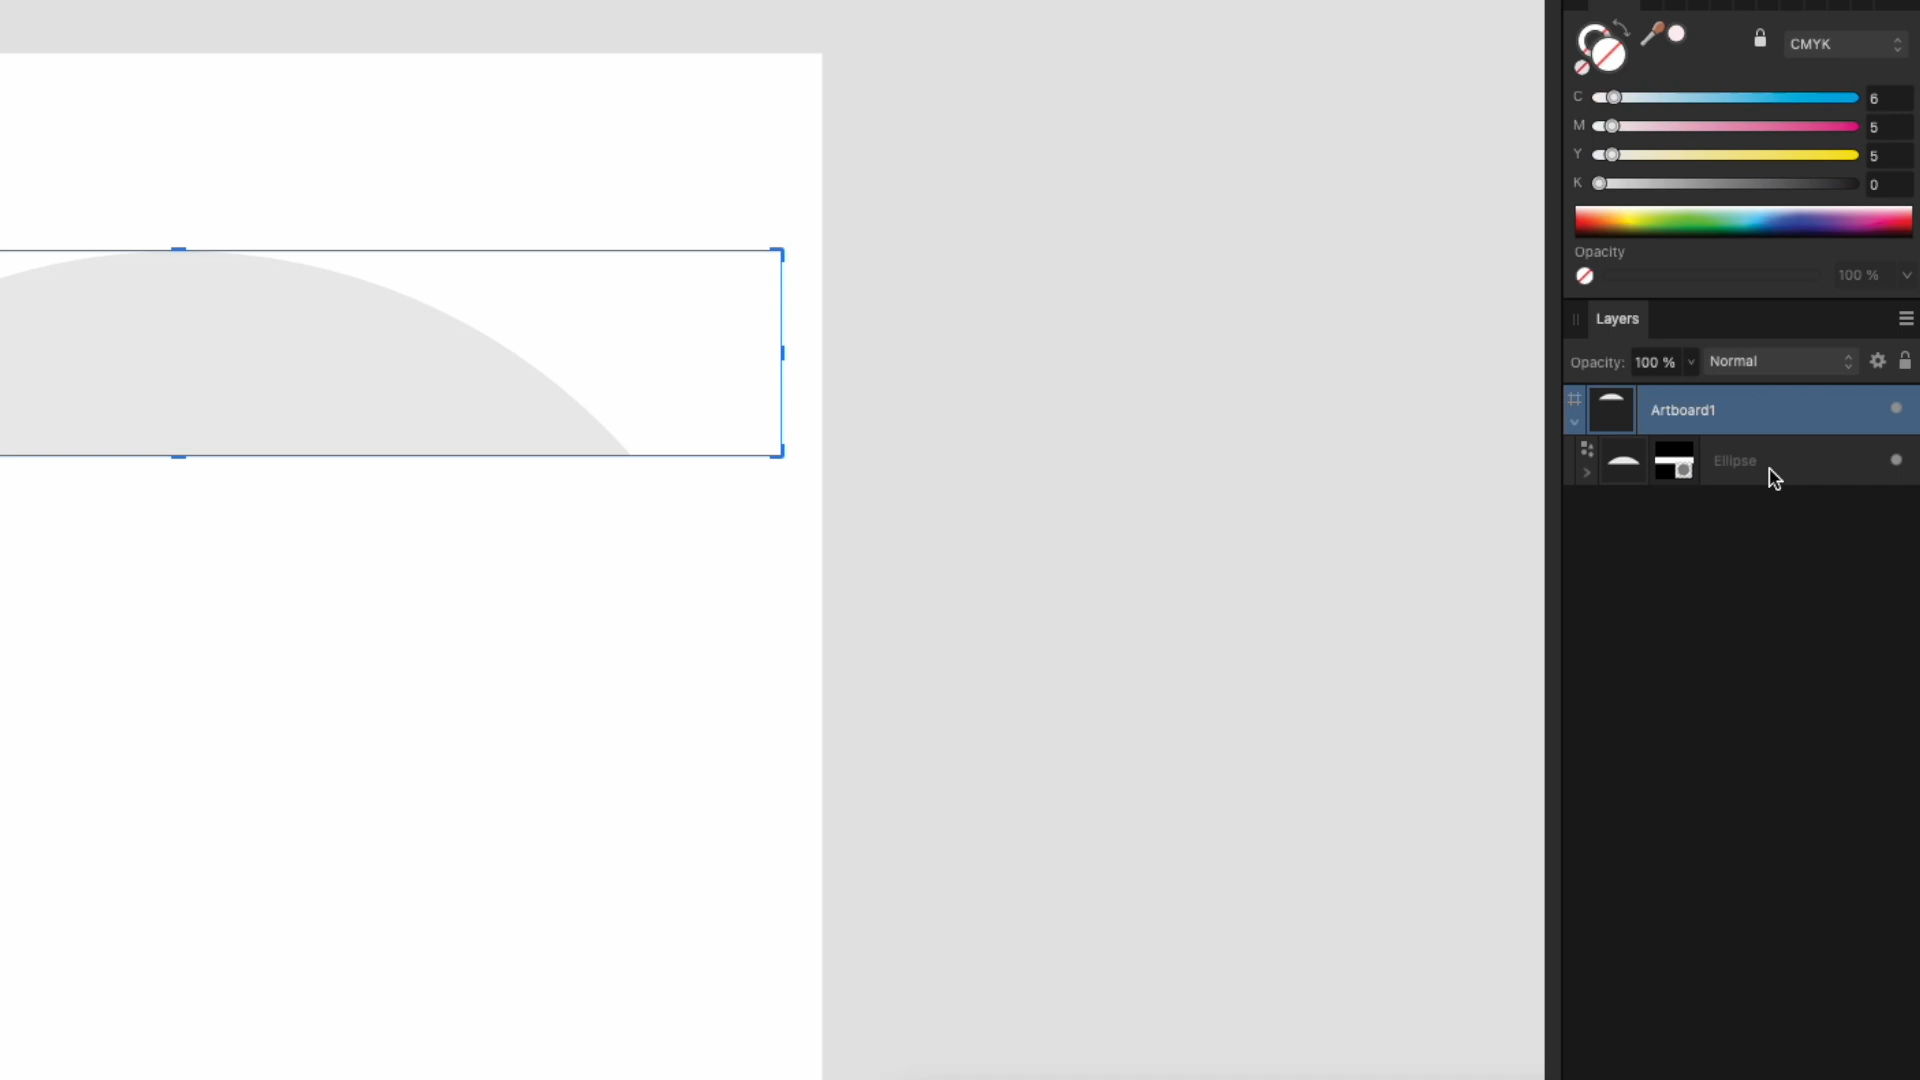 CMYK
C 6
M 5
Y 5
K 0
Opacity
100 %
Layers
Opacity: 100 % Normal
Artboard1
Ellipse